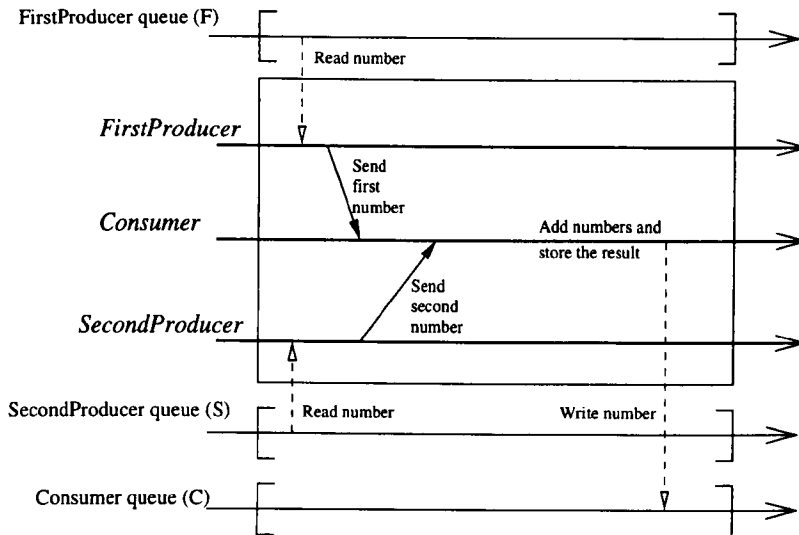 FirstProducer queue (F)
Read number
FirstProducer
Send
first
number
Consumer
Add numbers and
store the result
Send
second
number
SecondProducer
SecondProducer queue (S)
Read number
Write number
Consumer queue (C)